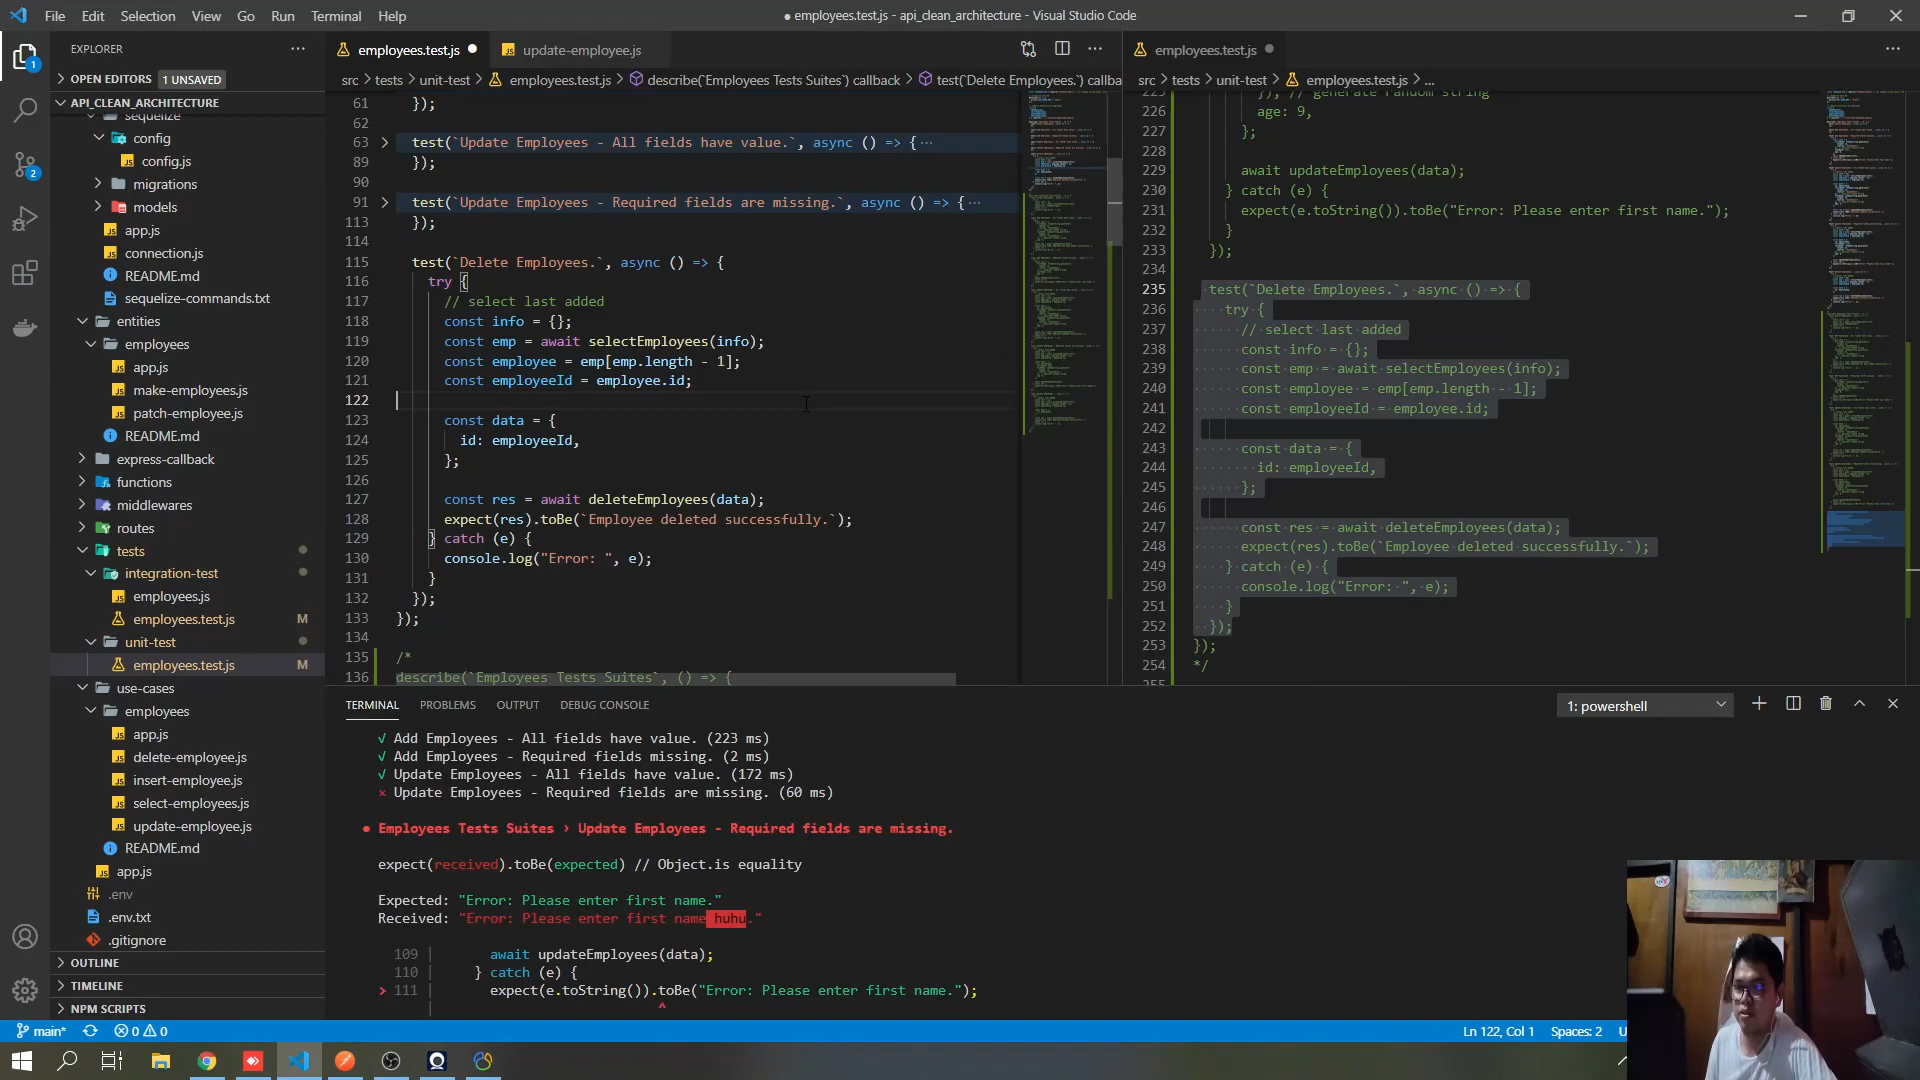 File Edit Selection View Go Run Terminal Help
● employees.test.js - api_clean_architecture - Visual Studio Code
EXPLORER
OPEN EDITORS 1 UNSAVED
API_CLEAN_ARCHITECTURE
sequelize
config
config.js
migrations
models
app.js
connection.js
README.md
sequelize-commands.txt
entities
employees
app.js
make-employees.js
patch-employee.js
README.md
express-callback
functions
middlewares
routes
tests
integration-test
employees.js
employees.test.js M
unit-test
employees.test.js M
use-cases
employees
app.js
delete-employee.js
insert-employee.js
select-employees.js
update-employee.js
README.md
app.js
.env
.env.txt
.gitignore
OUTLINE
TIMELINE
NPM SCRIPTS
employees.test.js ● update-employee.js
src > tests > unit-test > employees.test.js > describe(`Employees Tests Suites`) callback > test(`Delete Employees.`) callba
61 });
62
63 test(`Update Employees - All fields have value.`, async () => {···
89 });
90
91 test(`Update Employees - Required fields are missing.`, async () => {···
113 });
114
115 test(`Delete Employees.`, async () => {
116 try {
117 // select last added
118 const info = {};
119 const emp = await selectEmployees(info);
120 const employee = emp[emp.length - 1];
121 const employeeId = employee.id;
122
123 const data = {
124 id: employeeId,
125 };
126
127 const res = await deleteEmployees(data);
128 expect(res).toBe(`Employee deleted successfully.`);
129 } catch (e) {
130 console.log("Error: ", e);
131 }
132 });
133 });
134
135 /*
136 describe(`Employees Tests Suites`, () => {
employees.test.js ●
src > tests > unit-test > employees.test.js > ...
225 }), // generate random string
226 age: 9,
227 };
228
229 await updateEmployees(data);
230 } catch (e) {
231 expect(e.toString()).toBe("Error: Please enter first name.");
232 }
233 });
234
235 test(`Delete Employees.`, async () => {
236 try {
237 // select last added
238 const info = {};
239 const emp = await selectEmployees(info);
240 const employee = emp[emp.length - 1];
241 const employeeId = employee.id;
242
243 const data = {
244 id: employeeId,
245 };
246
247 const res = await deleteEmployees(data);
248 expect(res).toBe(`Employee deleted successfully.`);
249 } catch (e) {
250 console.log("Error: ", e);
251 }
252 });
253 });
254 */
TERMINAL PROBLEMS OUTPUT DEBUG CONSOLE
1: powershell
√ Add Employees - All fields have value. (223 ms)
√ Add Employees - Required fields missing. (2 ms)
√ Update Employees - All fields have value. (172 ms)
× Update Employees - Required fields are missing. (60 ms)
● Employees Tests Suites › Update Employees - Required fields are missing.
expect(received).toBe(expected) // Object.is equality
Expected: "Error: Please enter first name."
Received: "Error: Please enter first name huhu."
109 | await updateEmployees(data);
110 | } catch (e) {
> 111 | expect(e.toString()).toBe("Error: Please enter first name.");
| ^
main* 0 0
Ln 122, Col 1 Spaces: 2 U